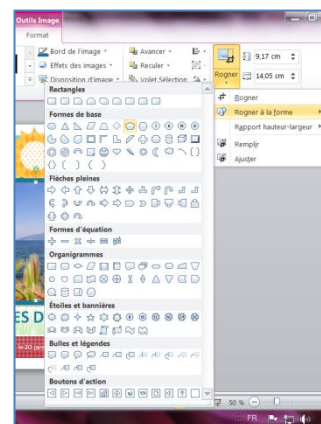 Outils Image
Format
Bord de l'image
Effets des images
Disposition d'image
Avancer
Reculer
Volet Sélection
Rogner
9,17 cm
14,05 cm
Rogner
Rogner à la forme
Rapport hauteur-largeur
Remplir
Ajuster
Rectangles
Formes de base
Flèches pleines
Formes d'équation
Organigrammes
Étoiles et bannières
Bulles et légendes
Boutons d'action
ES D
50 %
FR